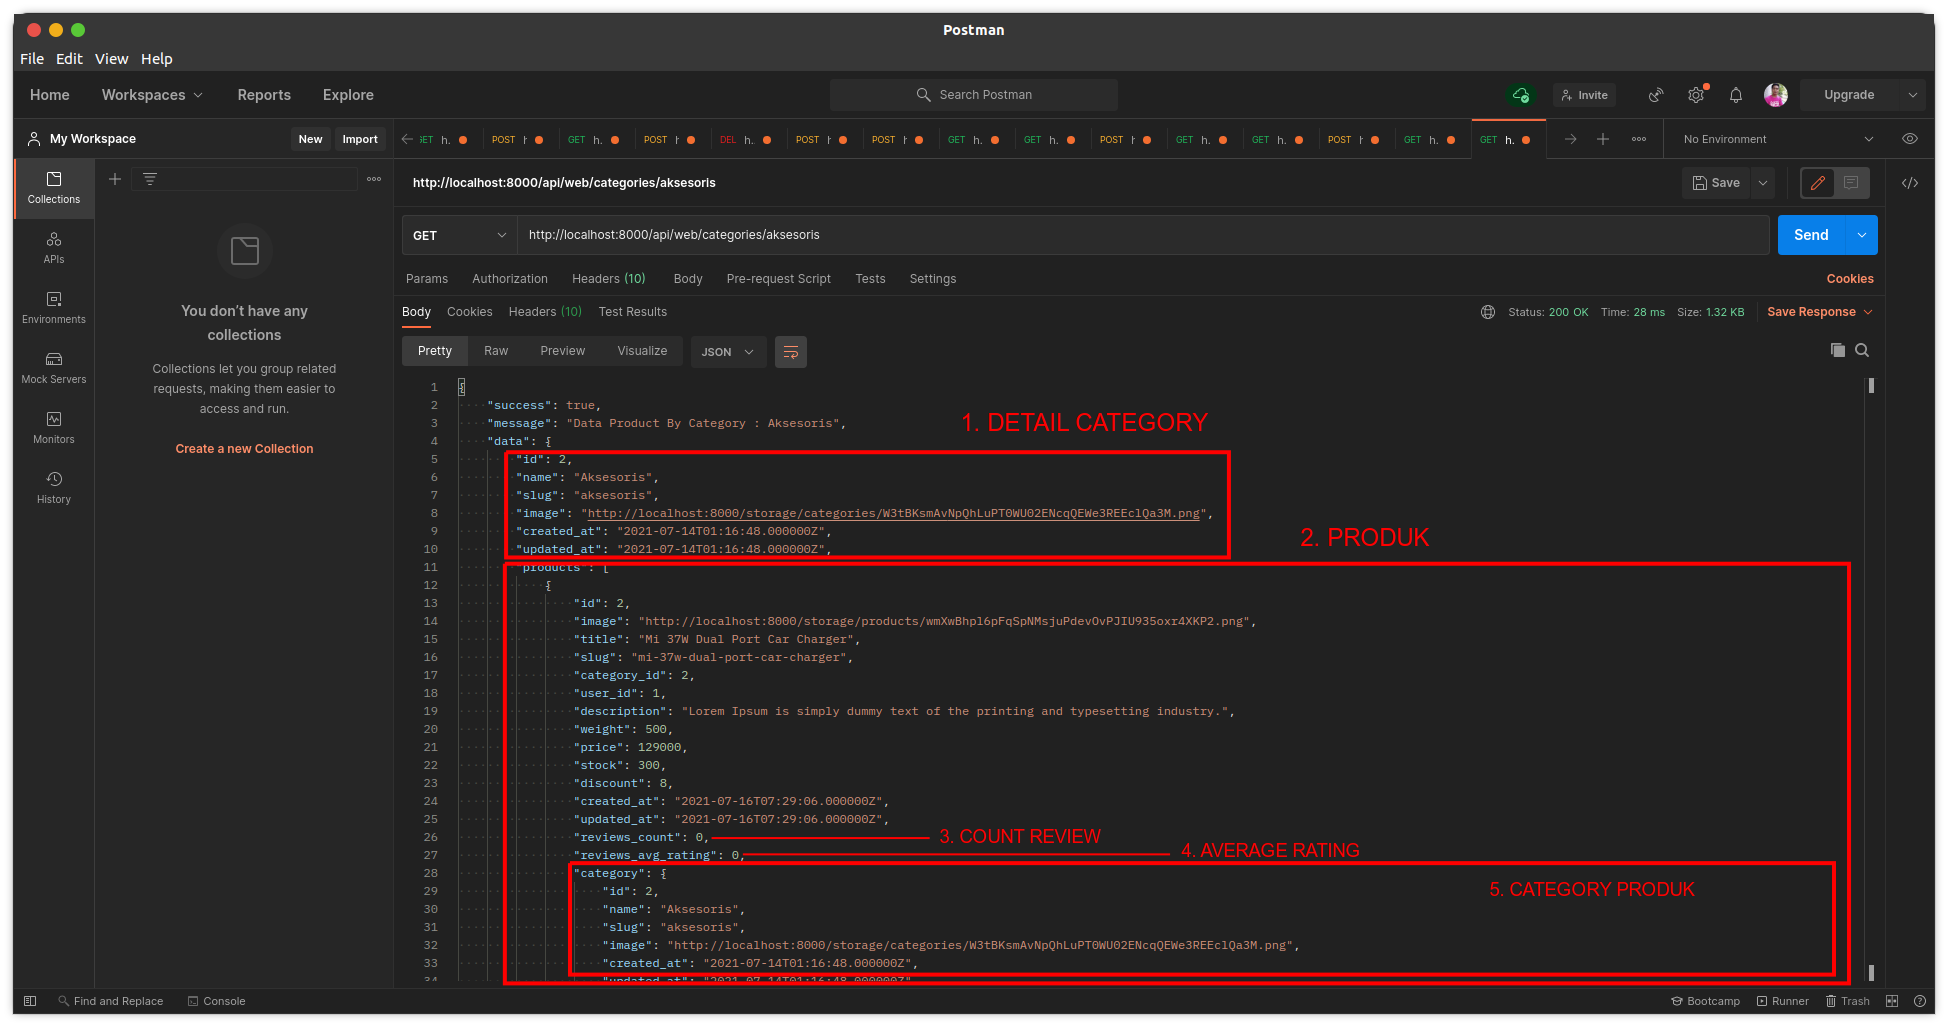 Postman
File Edit View Help
Home Workspaces Reports Explore Search Postman Invite Upgrade
My Workspace New Import GET h. POST h GET h. POST h DEL h. POST h POST h GET h. GET h. POST h GET h. GET h. POST h GET h. GET h. No Environment
Collections
APIs
Environments
Mock Servers
Monitors
History
You don't have any
collections
Collections let you group related
requests, making them easier to
access and run.
Create a new Collection
http://localhost:8000/api/web/categories/aksesoris Save
GET http://localhost:8000/api/web/categories/aksesoris Send
Params Authorization Headers (10) Body Pre-request Script Tests Settings Cookies
Body Cookies Headers (10) Test Results Status: 200 OK Time: 28 ms Size: 1.32 KB Save Response
Pretty Raw Preview Visualize JSON
1 {
2 "success": true,
3 "message": "Data Product By Category : Aksesoris",
1. DETAIL CATEGORY
4 "data": {
5 "id": 2,
6 "name": "Aksesoris",
7 "slug": "aksesoris",
8 "image": "http://localhost:8000/storage/categories/W3tBKsmAvNpQhLuPT0WU02ENcqQEWe3REEclQa3M.png",
9 "created_at": "2021-07-14T01:16:48.000000Z",
2. PRODUK
10 "updated_at": "2021-07-14T01:16:48.000000Z",
11 "products": [
12 {
13 "id": 2,
14 "image": "http://localhost:8000/storage/products/wmXwBhpl6pFqSpNMsjuPdevOvPJIU935oxr4XKP2.png",
15 "title": "Mi 37W Dual Port Car Charger",
16 "slug": "mi-37w-dual-port-car-charger",
17 "category_id": 2,
18 "user_id": 1,
19 "description": "Lorem Ipsum is simply dummy text of the printing and typesetting industry.",
20 "weight": 500,
21 "price": 129000,
22 "stock": 300,
23 "discount": 8,
24 "created_at": "2021-07-16T07:29:06.000000Z",
25 "updated_at": "2021-07-16T07:29:06.000000Z",
26 "reviews_count": 0, 3. COUNT REVIEW
27 "reviews_avg_rating": 0, 4. AVERAGE RATING
28 "category": {
29 "id": 2, 5. CATEGORY PRODUK
30 "name": "Aksesoris",
31 "slug": "aksesoris",
32 "image": "http://localhost:8000/storage/categories/W3tBKsmAvNpQhLuPT0WU02ENcqQEWe3REEclQa3M.png",
33 "created_at": "2021-07-14T01:16:48.000000Z",
34 "updated_at": "2021-07-14T01:16:48.000000Z"
Find and Replace Console Bootcamp Runner Trash